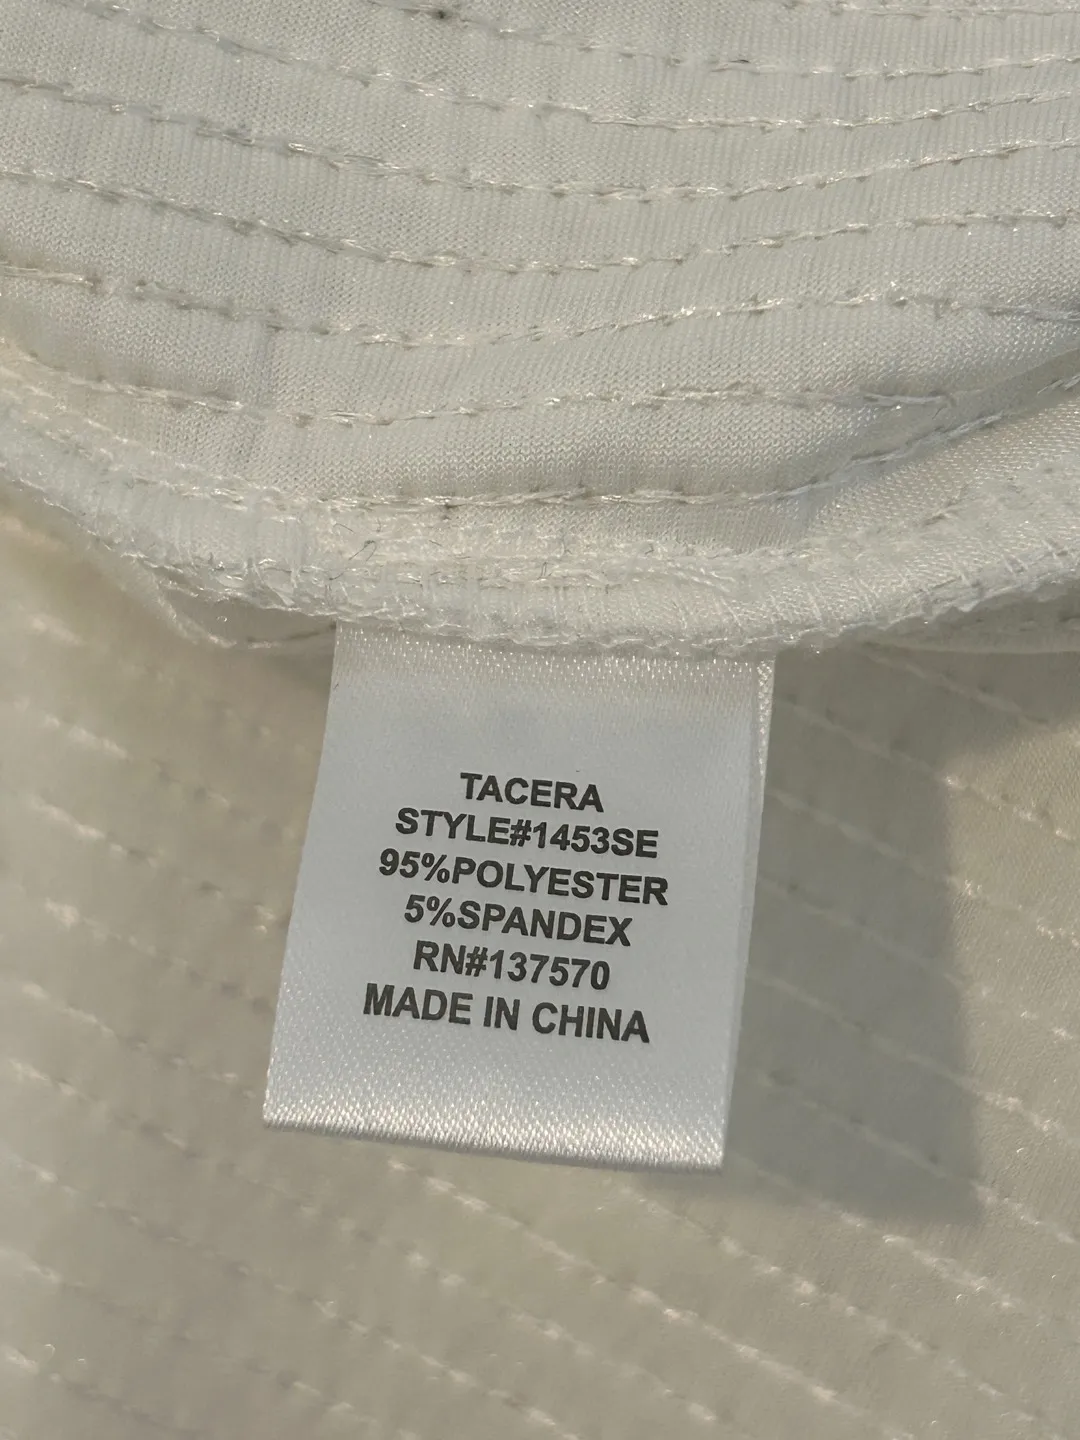 TACERA
STYLE#1453SE
95%POLYESTER
5%SPANDEX
RN#137570
MADE IN CHINA